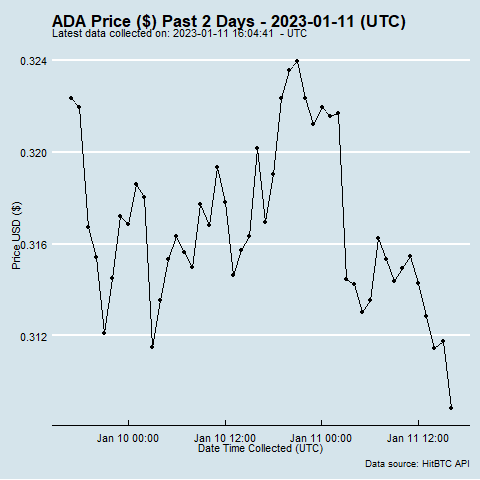 ADA Price ($) Past 2 Days - 2023-01-11 (UTC)
Latest data collected on: 2023-01-11 16:04:41 - UTC
0.324
0.320
0.316
0.312
Price USD ($)
Jan 10 00:00 Jan 10 12:00 Jan 11 00:00 Jan 11 12:00
Date Time Collected (UTC)
Data source: HitBTC API